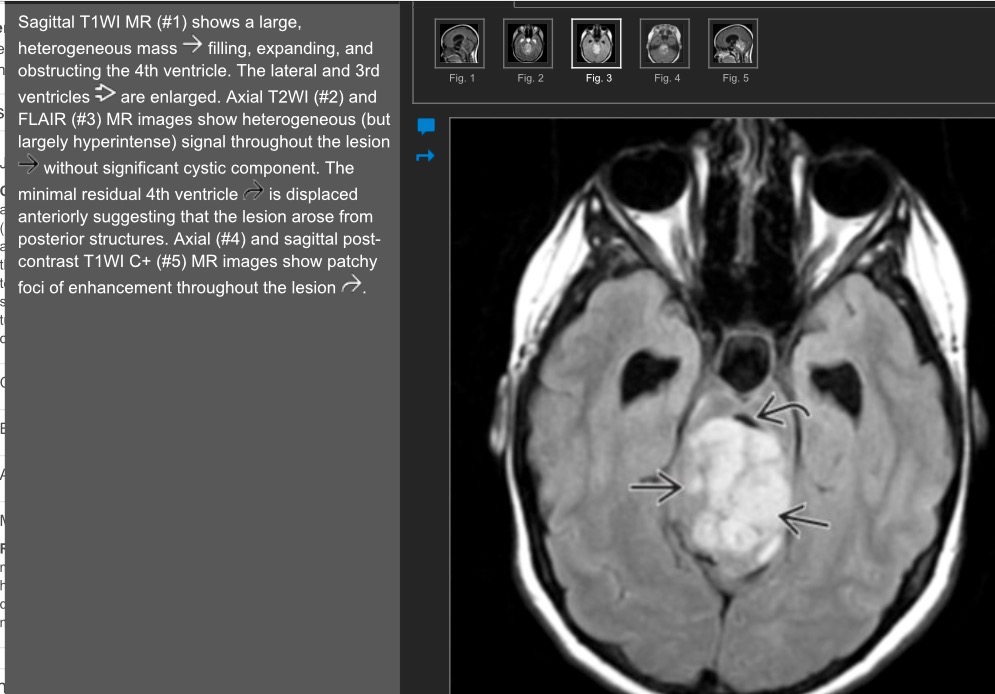 Sagittal T1WI MR (#1) shows a large,
heterogeneous mass → filling, expanding, and
obstructing the 4th ventricle. The lateral and 3rd
ventricles ⇨ are enlarged. Axial T2WI (#2) and
FLAIR (#3) MR images show heterogeneous (but
largely hyperintense) signal throughout the lesion
→ without significant cystic component. The
minimal residual 4th ventricle ↷ is displaced
anteriorly suggesting that the lesion arose from
posterior structures. Axial (#4) and sagittal post-
contrast T1WI C+ (#5) MR images show patchy
foci of enhancement throughout the lesion ↷.
Fig. 1 Fig. 2 Fig. 3 Fig. 4 Fig. 5